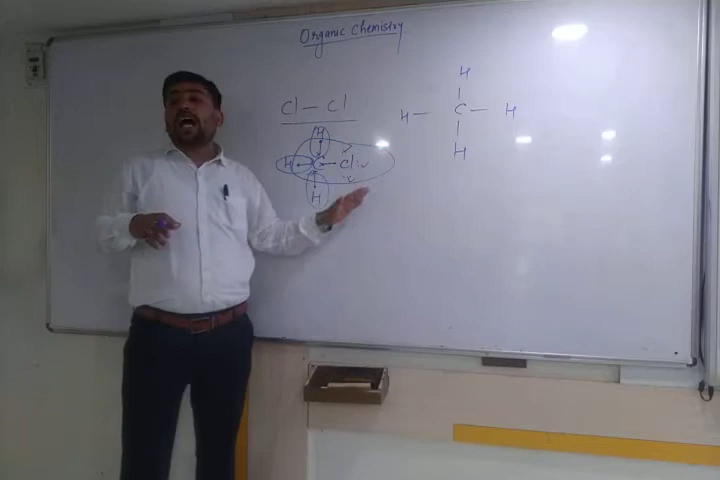 Organic Chemistry
Cl — Cl
H
H — C — Cl
H
H
H — C — H
H